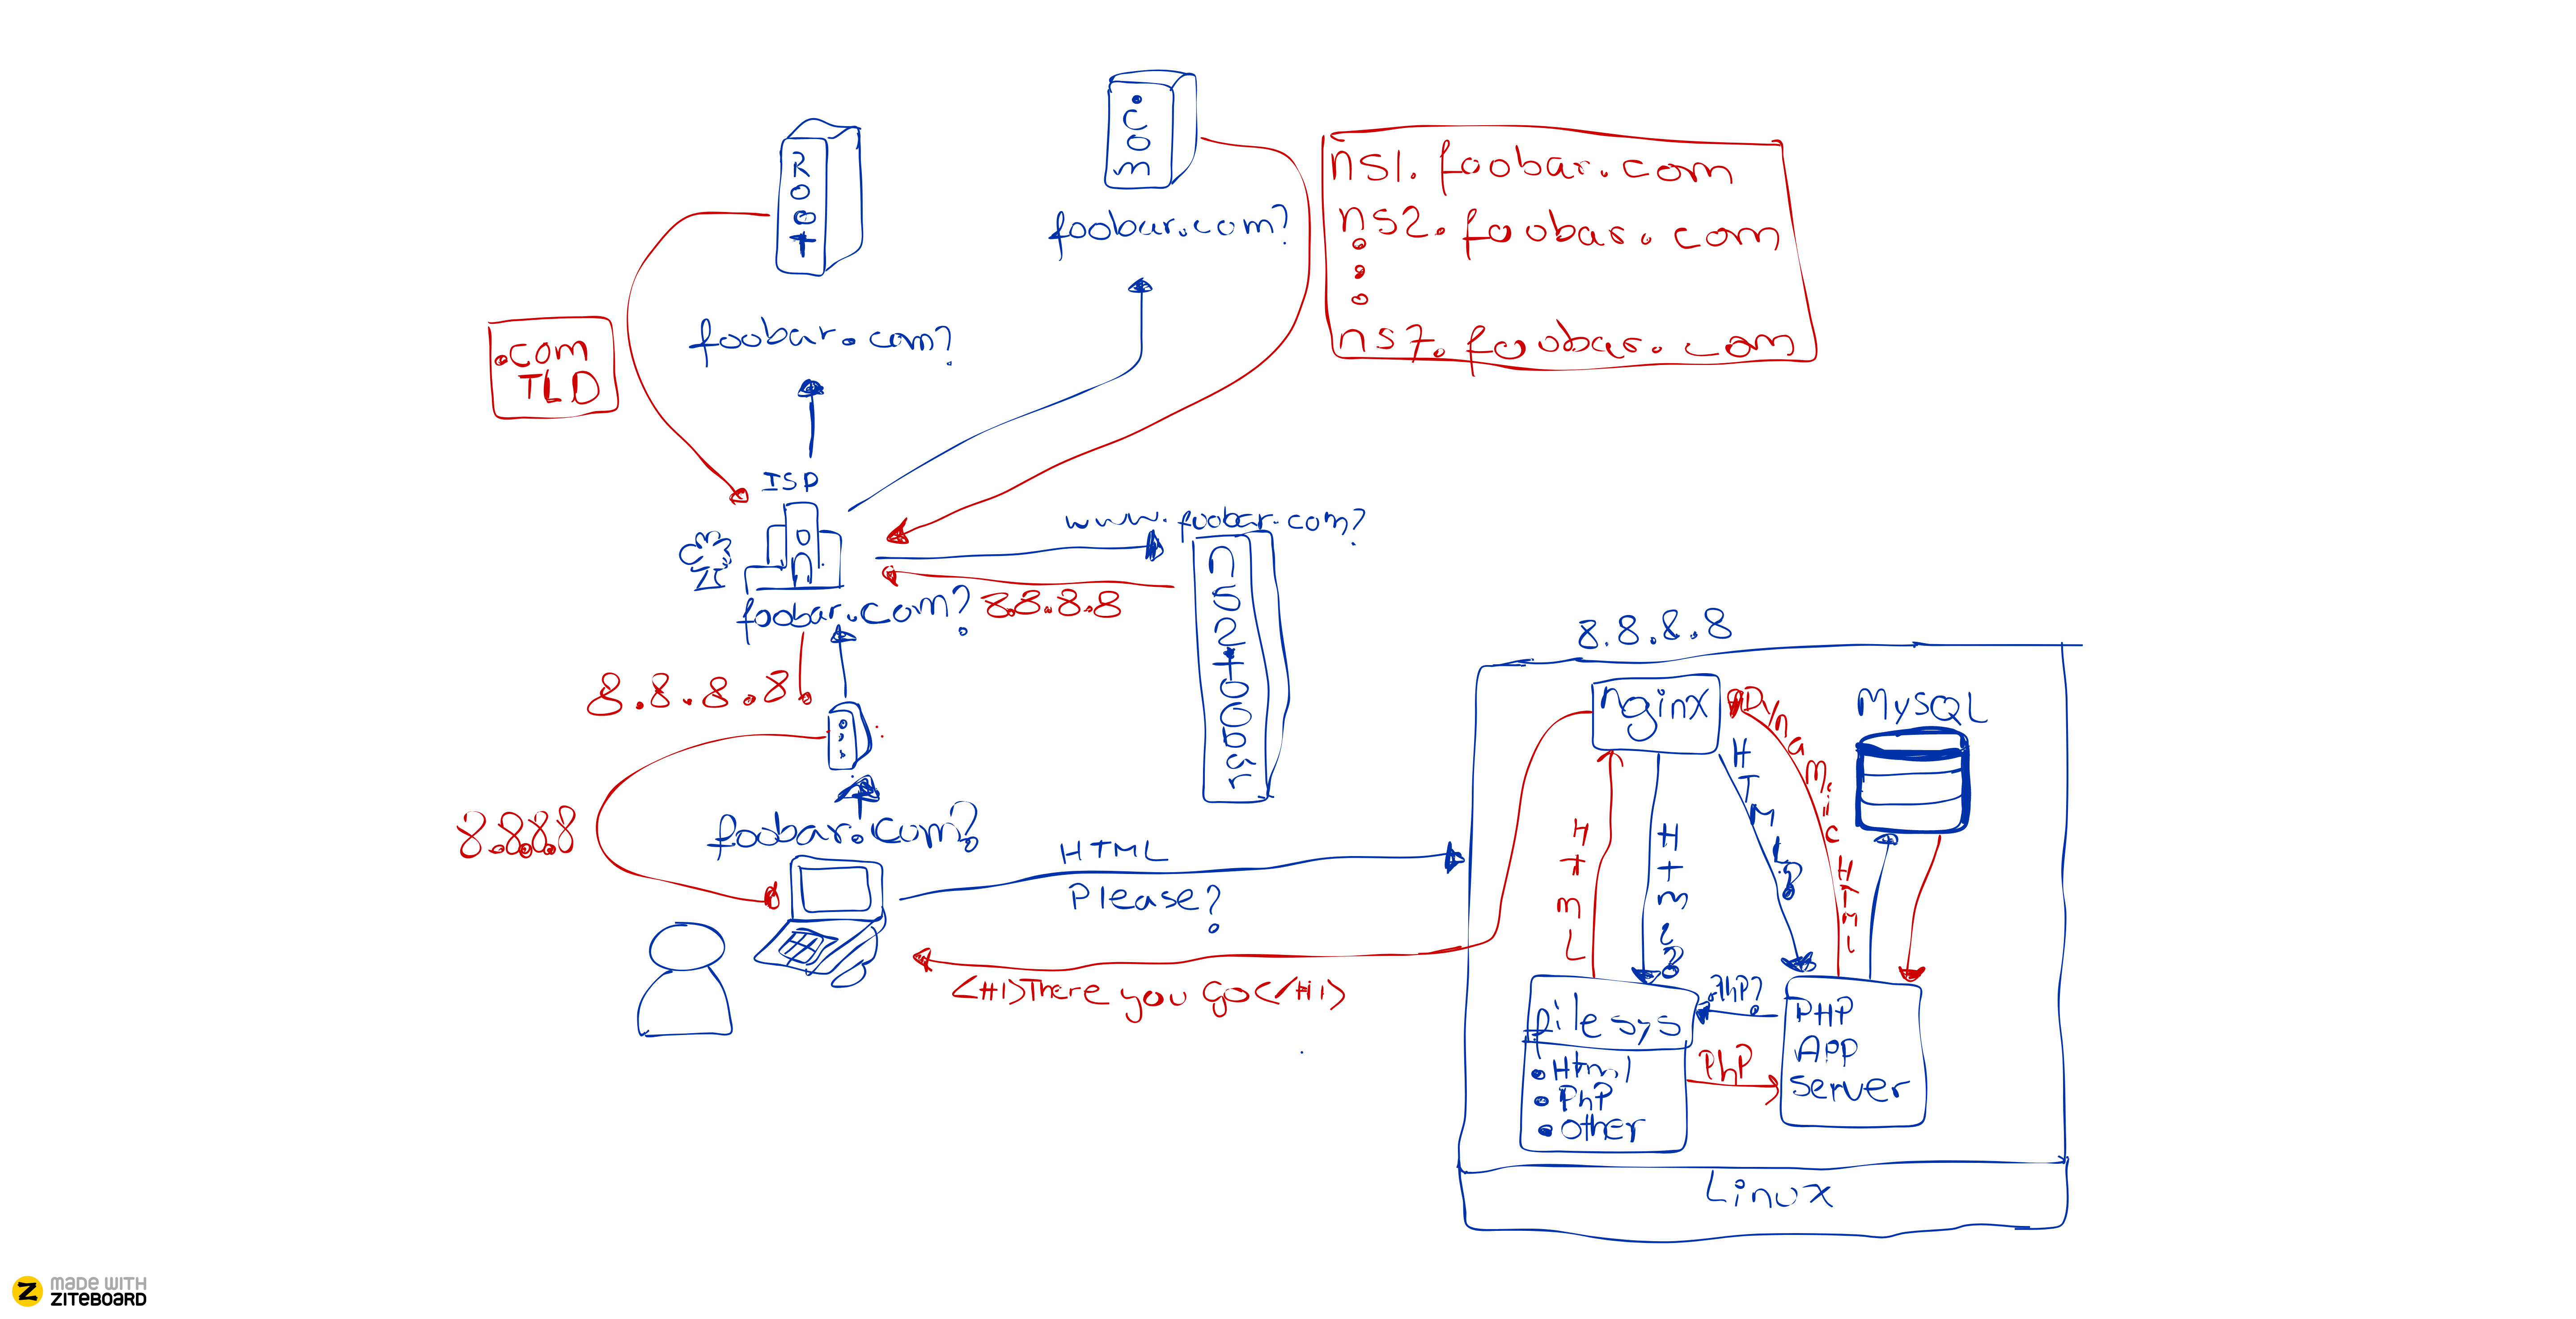 Root
.com
ns1.foobar.com
ns2.foobar.com
ns7.foobar.com
foobar.com?
foobar.com?
.com
TLD
ISP
www.foobar.com?
ns2.foobar
foobar.com?
8.8.8.8
8.8.8.8
8.8.8.8
foobar.com?
HTML
Please?
<H1>There you go</H1>
8.8.8.8
nginx
Dynamic HTML
MySQL
HTML?
HTML
HTML?
filesys
Html
PhP
other
PhP?
PhP
PHP
APP
server
Linux
MADE WITH
ZITEBOARD